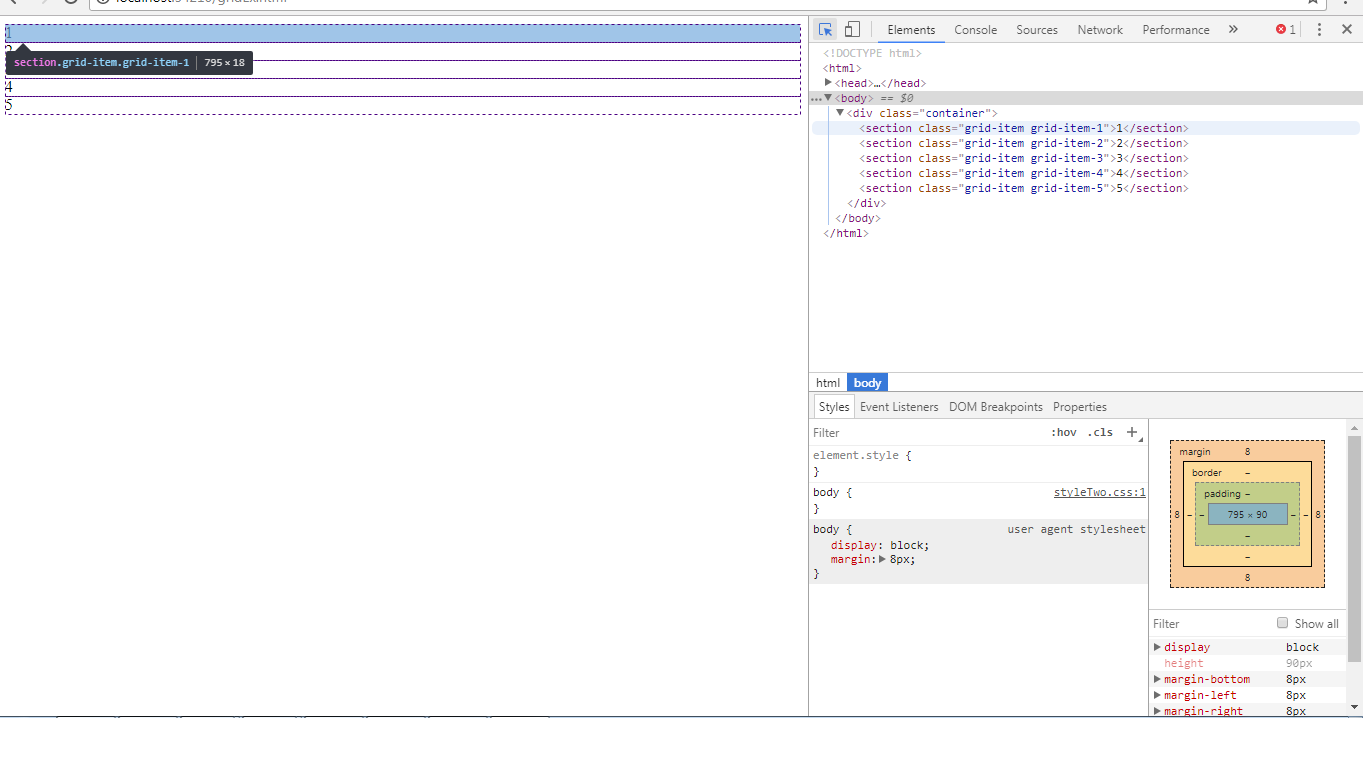 1
section.grid-item.grid-item-1 | 795 × 18
4
5
Elements Console Sources Network Performance » 1
<!DOCTYPE html>
<html>
▶<head>…</head>
…▼<body> == $0
▼<div class="container">
<section class="grid-item grid-item-1">1</section>
<section class="grid-item grid-item-2">2</section>
<section class="grid-item grid-item-3">3</section>
<section class="grid-item grid-item-4">4</section>
<section class="grid-item grid-item-5">5</section>
</div>
</body>
</html>
html body
Styles Event Listeners DOM Breakpoints Properties
Filter :hov .cls +
element.style {
}
body { styleTwo.css:1
}
body { user agent stylesheet
display: block;
margin:▶8px;
}
margin 8
border –
padding –
8 – – 795 × 90 – – 8
–
–
8
Filter Show all
▶display block
height 90px
▶margin-bottom 8px
▶margin-left 8px
▶margin-right 8px